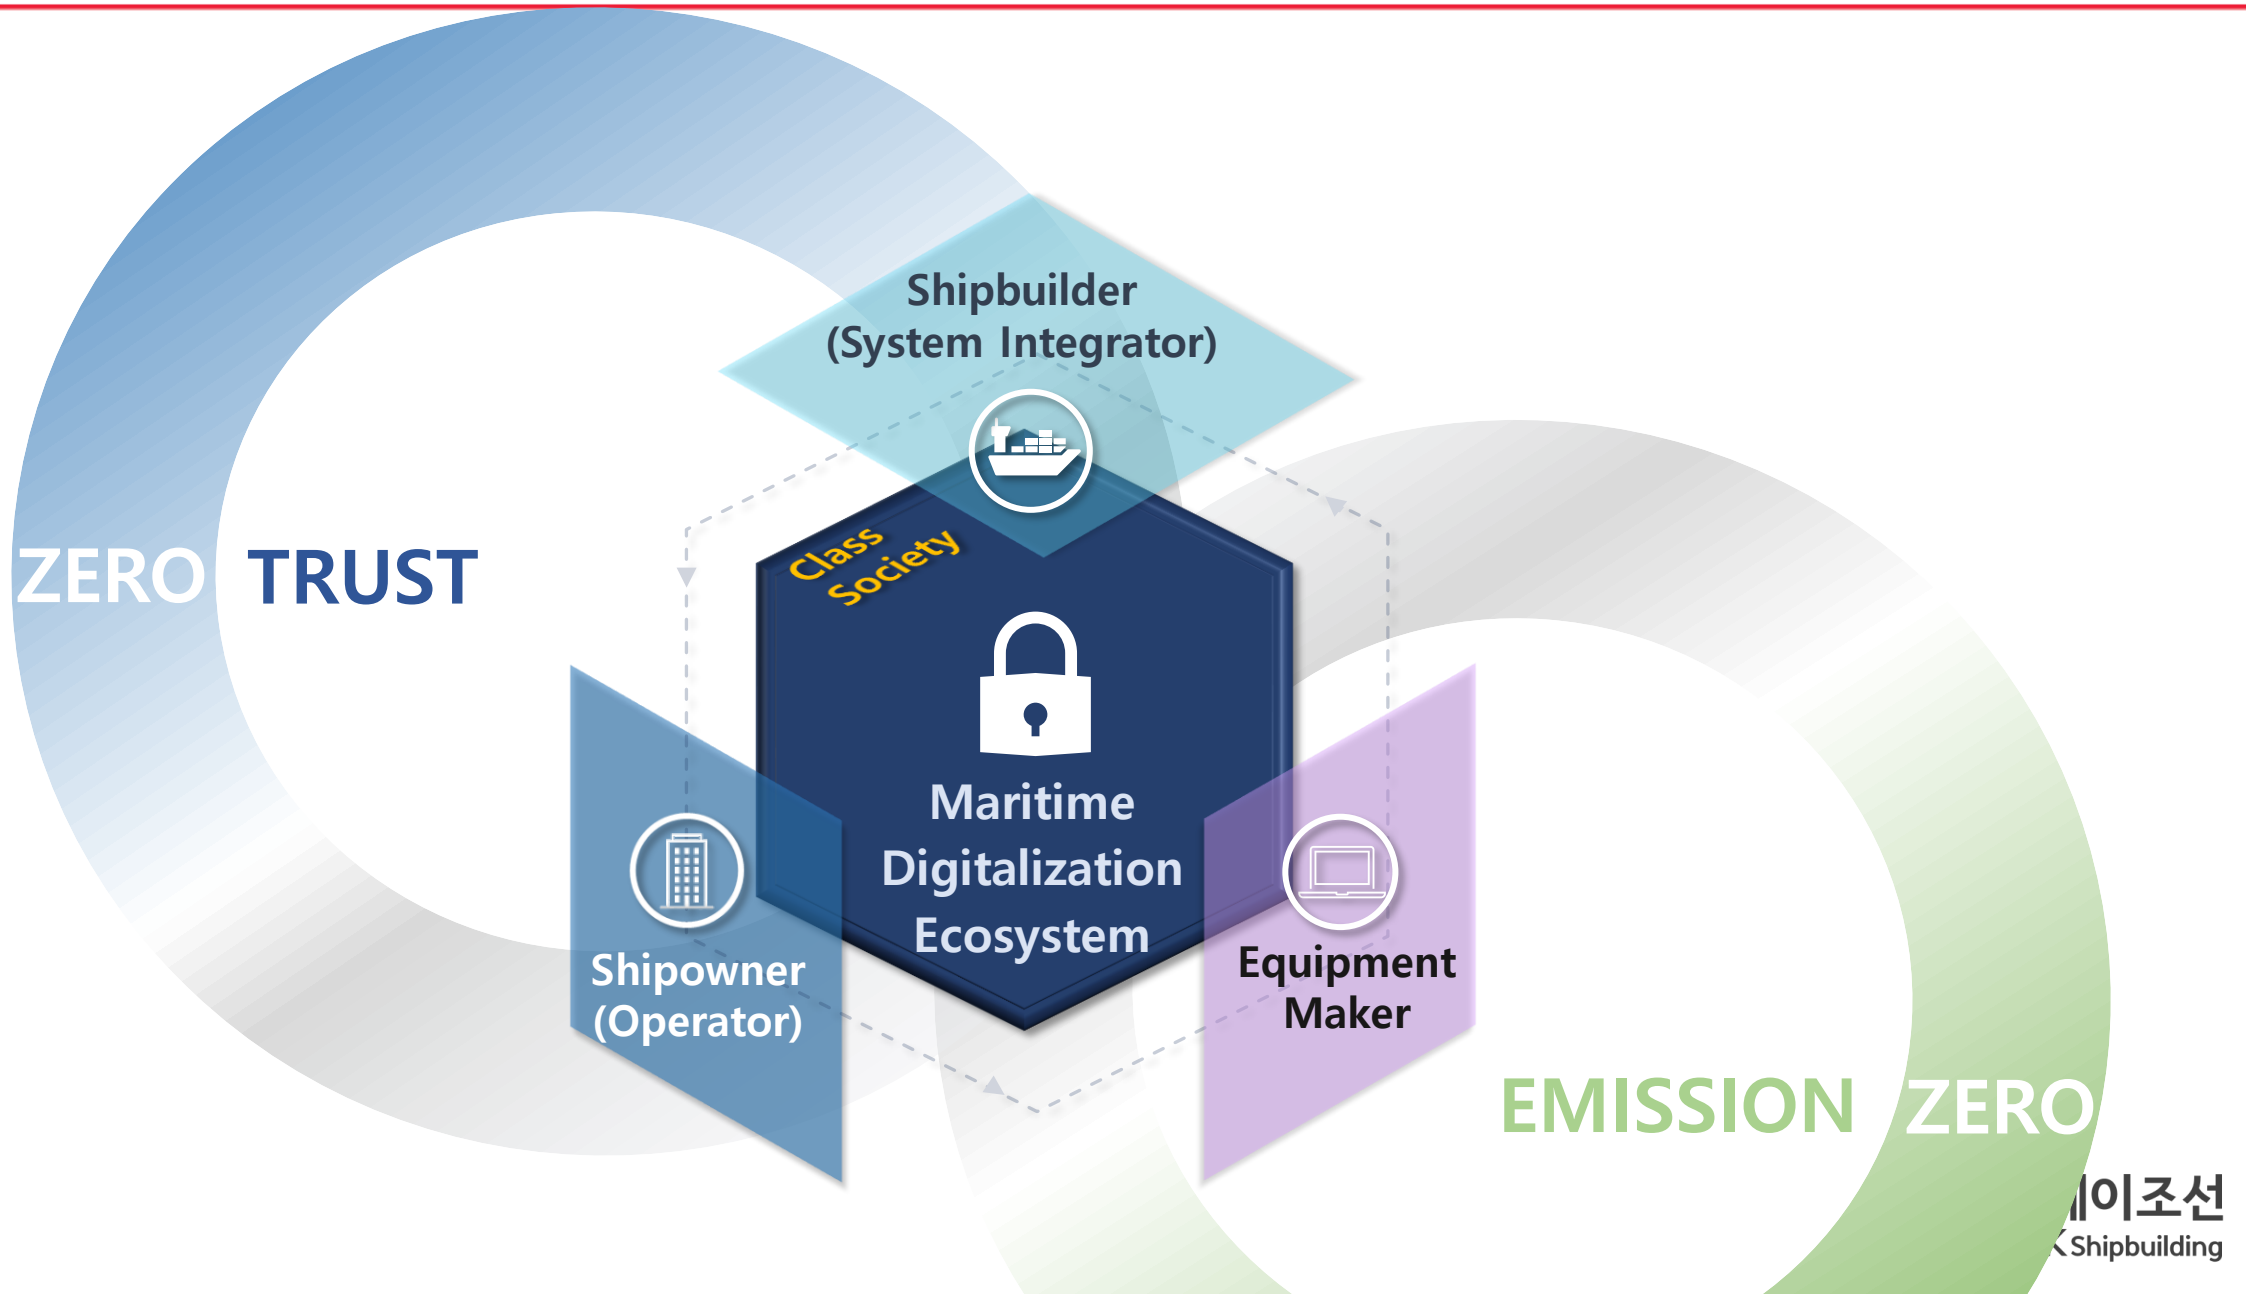 Shipbuilder
(System Integrator)
Class
Society
ZERO TRUST
Maritime
Digitalization
Ecosystem
Shipowner
(Operator)
Equipment
Maker
EMISSION ZERO
이조선
Shipbuilding